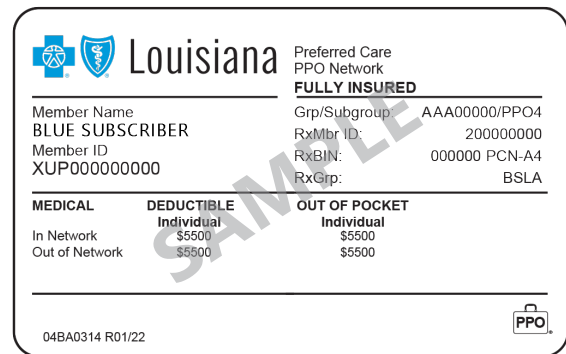 Louisiana
Preferred Care
PPO Network
FULLY INSURED
Member Name
BLUE SUBSCRIBER
Member ID
XUP000000000
Grp/Subgroup: AAA00000/PPO4
RxMbr ID: 200000000
RxBIN: 000000 PCN-A4
RxGrp: BSLA
SAMPLE
MEDICAL DEDUCTIBLE OUT OF POCKET
Individual Individual
In Network $5500 $5500
Out of Network $5500 $5500
PPO
04BA0314 R01/22